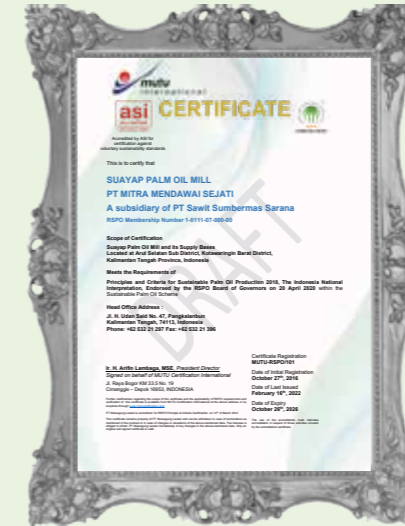 mutu
international
asi
CERTIFICATE
Accredited by ASI for
certification against
voluntary sustainability standards
This is to certify that
SUAYAP PALM OIL MILL
PT MITRA MENDAWAI SEJATI
A subsidiary of PT Sawit Sumbermas Sarana
RSPO Membership Number 1-0111-07-000-00
Scope of Certification
Suayap Palm Oil Mill and its Supply Bases
Located at Arut Selatan Sub District, Kotawaringin Barat District,
Kalimantan Tengah Province, Indonesia
Meets the Requirements of
Principles and Criteria for Sustainable Palm Oil Production 2018, The Indonesia National
Interpretation, Endorsed by the RSPO Board of Governors on 20 April 2020 within the
Sustainable Palm Oil Scheme
Head Office Address :
Jl. H. Udan Said No. 47, Pangkalanbun
Kalimantan Tengah, 74113, Indonesia
Phone: +62 532 21 297 Fax: +62 532 21 396
DRAFT
Ir. H. Arifin Lambaga, MSE, President Director
Signed on behalf of MUTU Certification International
Jl. Raya Bogor KM 33.5 No. 19
Cimanggis – Depok 16953, INDONESIA
Certificate Registration
MUTU-RSPO/101
Date of Initial Registration
October 27th, 2016
Date of Last Issued
February 16th, 2022
Date of Expiry
October 26th, 2026